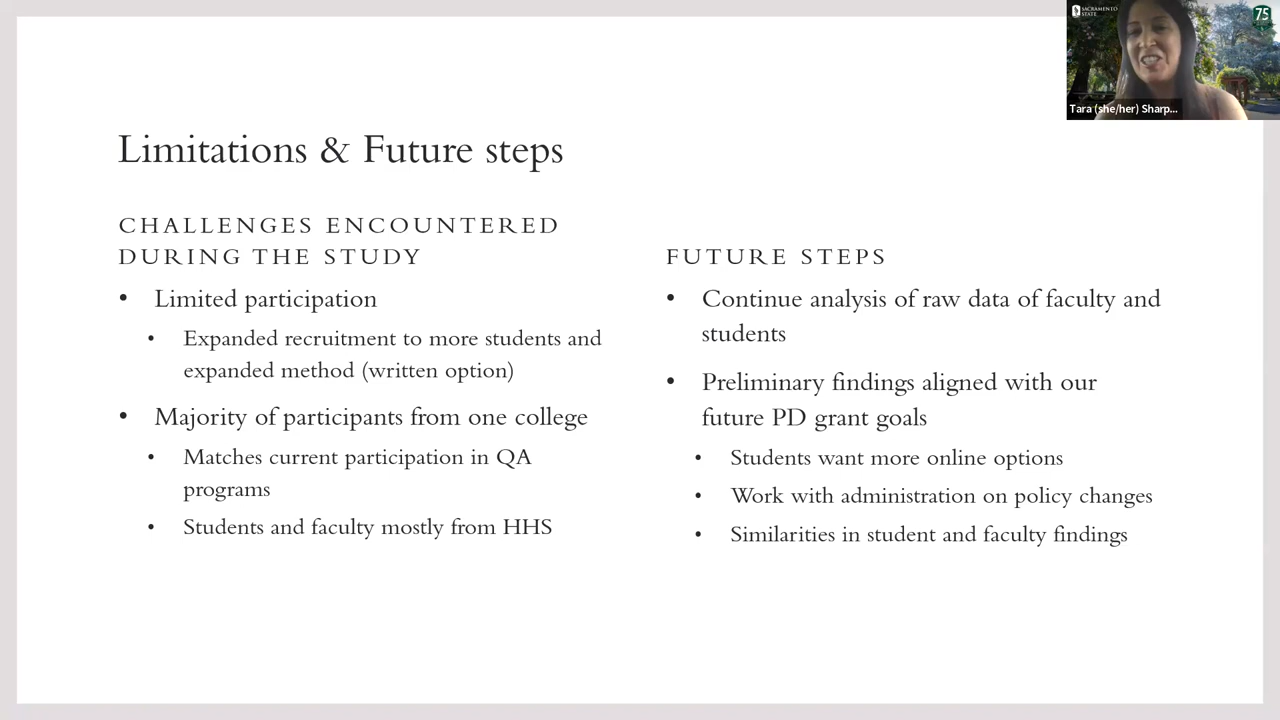 SACRAMENTO
STATE
75
Tara (she/her) Sharp...
Limitations & Future steps
CHALLENGES ENCOUNTERED
DURING THE STUDY
• Limited participation
• Expanded recruitment to more students and
expanded method (written option)
• Majority of participants from one college
• Matches current participation in QA
programs
• Students and faculty mostly from HHS
FUTURE STEPS
• Continue analysis of raw data of faculty and
students
• Preliminary findings aligned with our
future PD grant goals
• Students want more online options
• Work with administration on policy changes
• Similarities in student and faculty findings